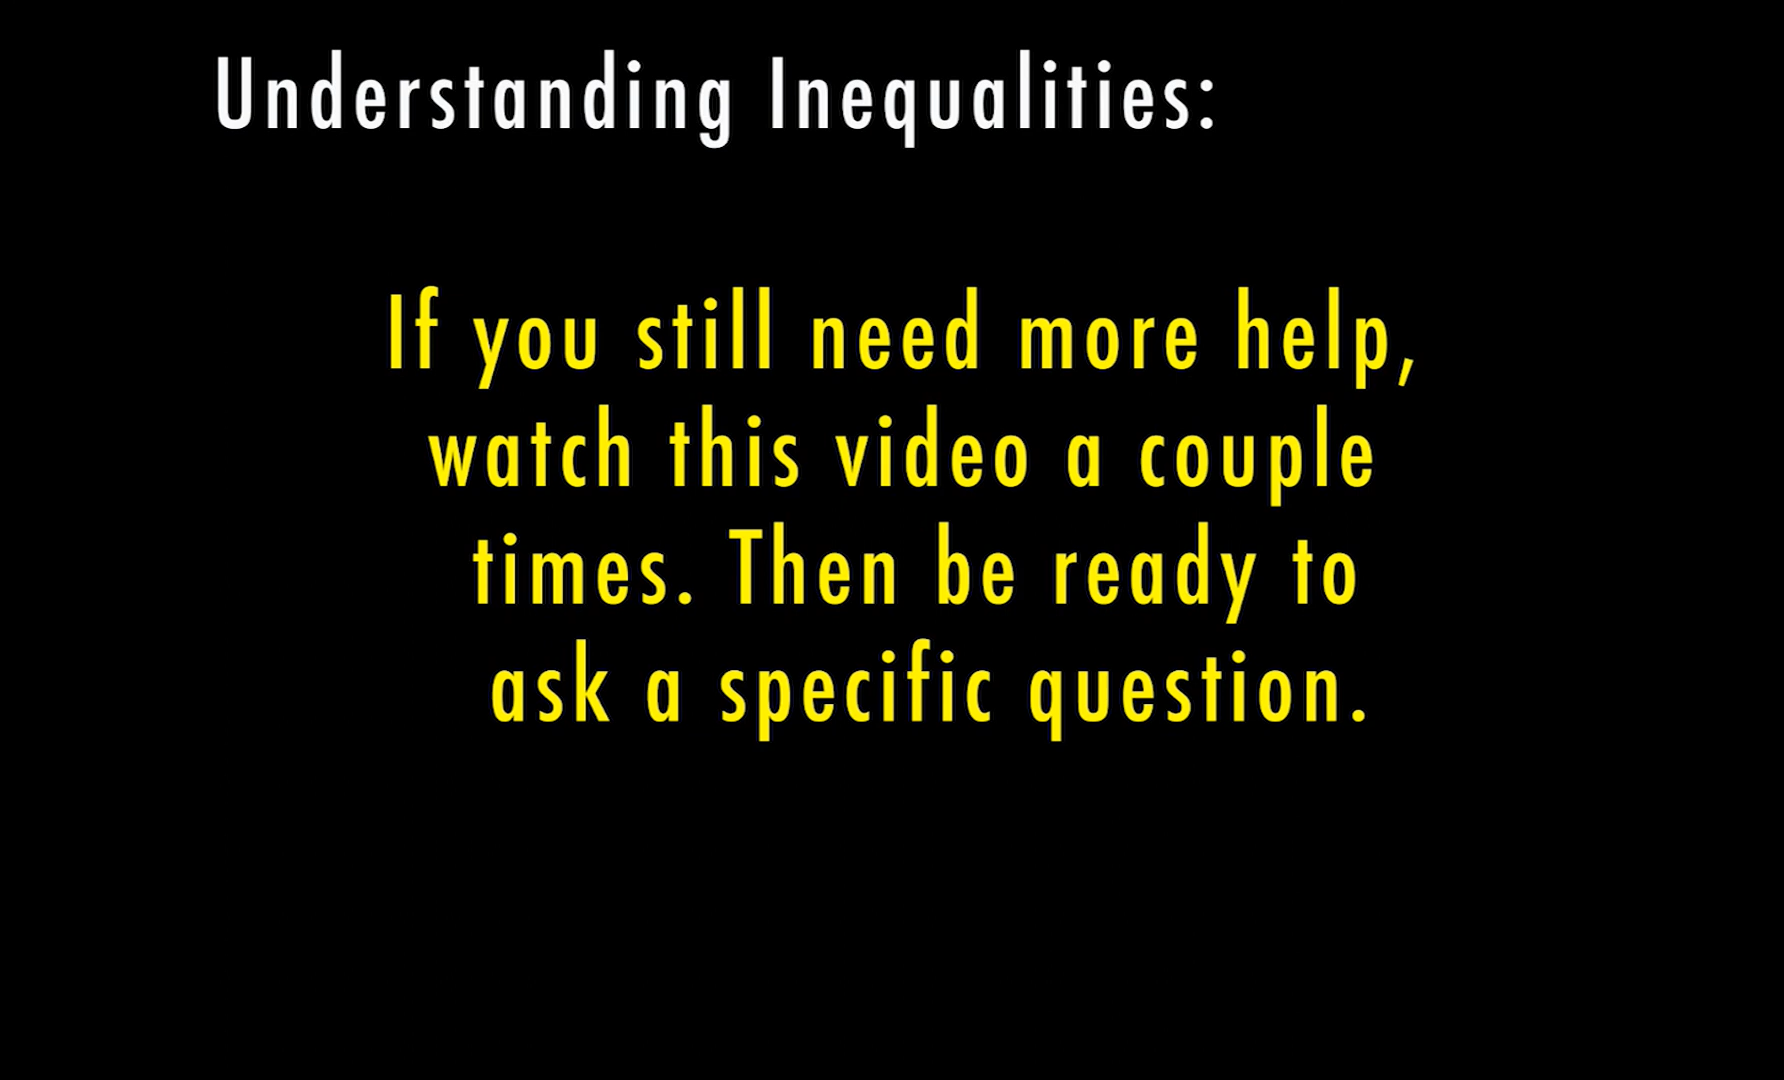 Understanding Inequalities:
If you still need more help,
watch this video a couple
times. Then be ready to
ask a specific question.